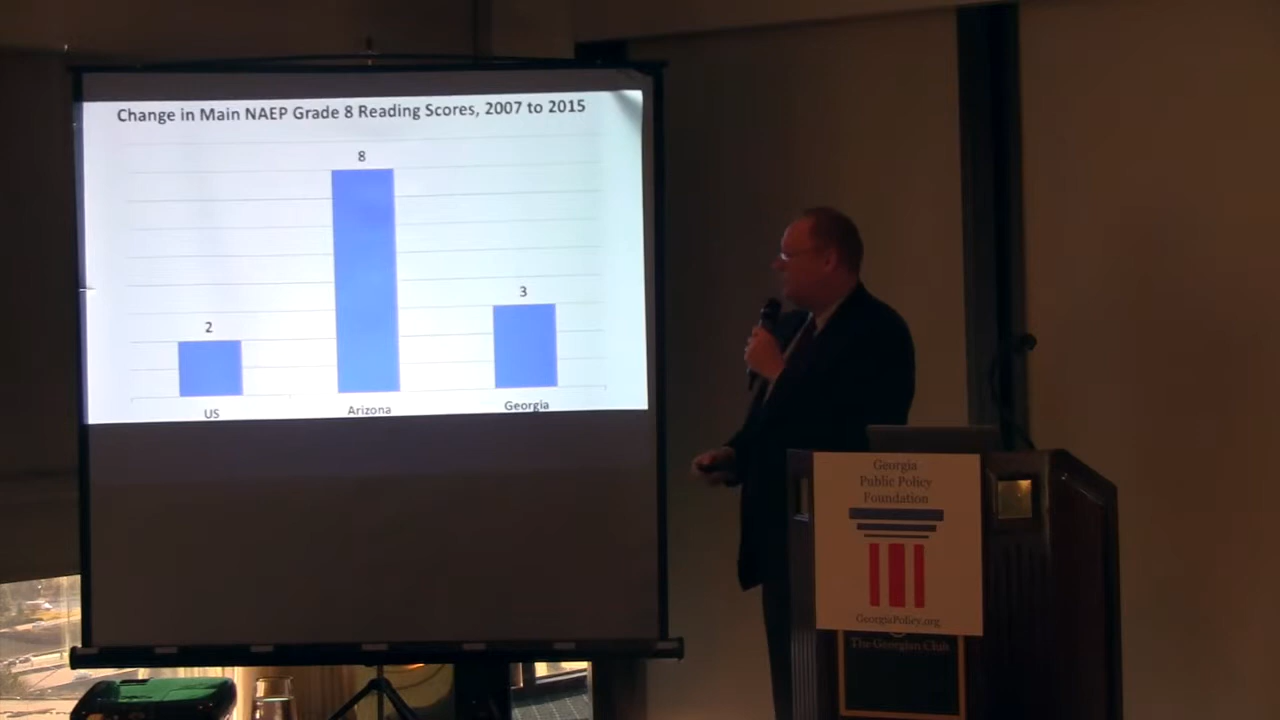 Change in Main NAEP Grade 8 Reading Scores, 2007 to 2015
8
3
2
US
Arizona
Georgia
Georgia
Public Policy
Foundation
GeorgiaPolicy.org
The Georgian Club